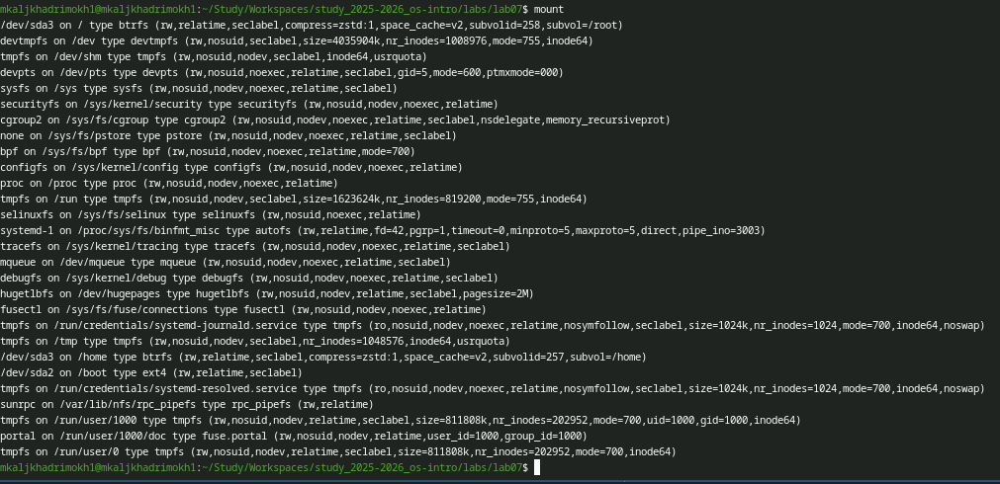 mkaljkhadrimokh1@mkaljkhadrimokh1:~/Study/Workspaces/study_2025-2026_os-intro/labs/lab07$ mount
/dev/sda3 on / type btrfs (rw,relatime,seclabel,compress=zstd:1,space_cache=v2,subvolid=258,subvol=/root)
devtmpfs on /dev type devtmpfs (rw,nosuid,seclabel,size=4035904k,nr_inodes=1008976,mode=755,inode64)
tmpfs on /dev/shm type tmpfs (rw,nosuid,nodev,seclabel,inode64,usrquota)
devpts on /dev/pts type devpts (rw,nosuid,noexec,relatime,seclabel,gid=5,mode=600,ptmxmode=000)
sysfs on /sys type sysfs (rw,nosuid,nodev,noexec,relatime,seclabel)
securityfs on /sys/kernel/security type securityfs (rw,nosuid,nodev,noexec,relatime)
cgroup2 on /sys/fs/cgroup type cgroup2 (rw,nosuid,nodev,noexec,relatime,seclabel,nsdelegate,memory_recursiveprot)
none on /sys/fs/pstore type pstore (rw,nosuid,nodev,noexec,relatime,seclabel)
bpf on /sys/fs/bpf type bpf (rw,nosuid,nodev,noexec,relatime,mode=700)
configfs on /sys/kernel/config type configfs (rw,nosuid,nodev,noexec,relatime)
proc on /proc type proc (rw,nosuid,nodev,noexec,relatime)
tmpfs on /run type tmpfs (rw,nosuid,nodev,seclabel,size=1623624k,nr_inodes=819200,mode=755,inode64)
selinuxfs on /sys/fs/selinux type selinuxfs (rw,nosuid,noexec,relatime)
systemd-1 on /proc/sys/fs/binfmt_misc type autofs (rw,relatime,fd=42,pgrp=1,timeout=0,minproto=5,maxproto=5,direct,pipe_ino=3003)
tracefs on /sys/kernel/tracing type tracefs (rw,nosuid,nodev,noexec,relatime,seclabel)
mqueue on /dev/mqueue type mqueue (rw,nosuid,nodev,noexec,relatime,seclabel)
debugfs on /sys/kernel/debug type debugfs (rw,nosuid,nodev,noexec,relatime,seclabel)
hugetlbfs on /dev/hugepages type hugetlbfs (rw,nosuid,nodev,relatime,seclabel,pagesize=2M)
fusectl on /sys/fs/fuse/connections type fusectl (rw,nosuid,nodev,noexec,relatime)
tmpfs on /run/credentials/systemd-journald.service type tmpfs (ro,nosuid,nodev,noexec,relatime,nosymfollow,seclabel,size=1024k,nr_inodes=1024,mode=700,inode64,noswap)
tmpfs on /tmp type tmpfs (rw,nosuid,nodev,seclabel,nr_inodes=1048576,inode64,usrquota)
/dev/sda3 on /home type btrfs (rw,relatime,seclabel,compress=zstd:1,space_cache=v2,subvolid=257,subvol=/home)
/dev/sda2 on /boot type ext4 (rw,relatime,seclabel)
tmpfs on /run/credentials/systemd-resolved.service type tmpfs (ro,nosuid,nodev,noexec,relatime,nosymfollow,seclabel,size=1024k,nr_inodes=1024,mode=700,inode64,noswap)
sunrpc on /var/lib/nfs/rpc_pipefs type rpc_pipefs (rw,relatime)
tmpfs on /run/user/1000 type tmpfs (rw,nosuid,nodev,relatime,seclabel,size=811808k,nr_inodes=202952,mode=700,uid=1000,gid=1000,inode64)
portal on /run/user/1000/doc type fuse.portal (rw,nosuid,nodev,relatime,user_id=1000,group_id=1000)
tmpfs on /run/user/0 type tmpfs (rw,nosuid,nodev,relatime,seclabel,size=811808k,nr_inodes=202952,mode=700,inode64)
mkaljkhadrimokh1@mkaljkhadrimokh1:~/Study/Workspaces/study_2025-2026_os-intro/labs/lab07$